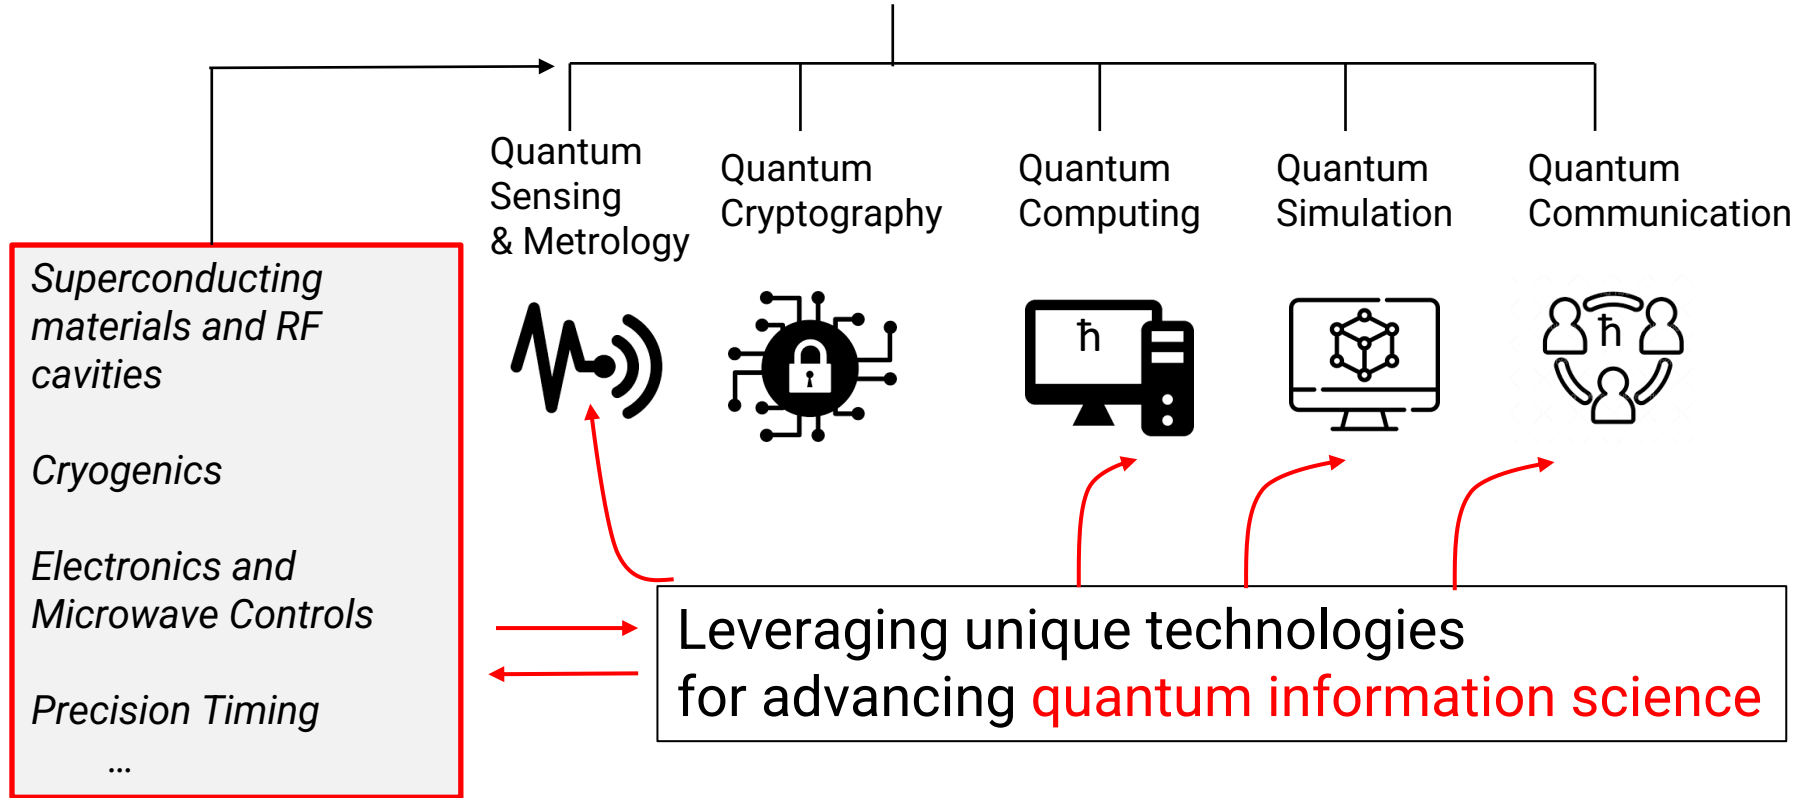 Quantum
Sensing
& Metrology
Quantum
Cryptography
Quantum
Computing
Quantum
Simulation
Quantum
Communication
ħ
ħ
Superconducting
materials and RF
cavities
Cryogenics
Electronics and
Microwave Controls
Precision Timing
...
Leveraging unique technologies
for advancing quantum information science